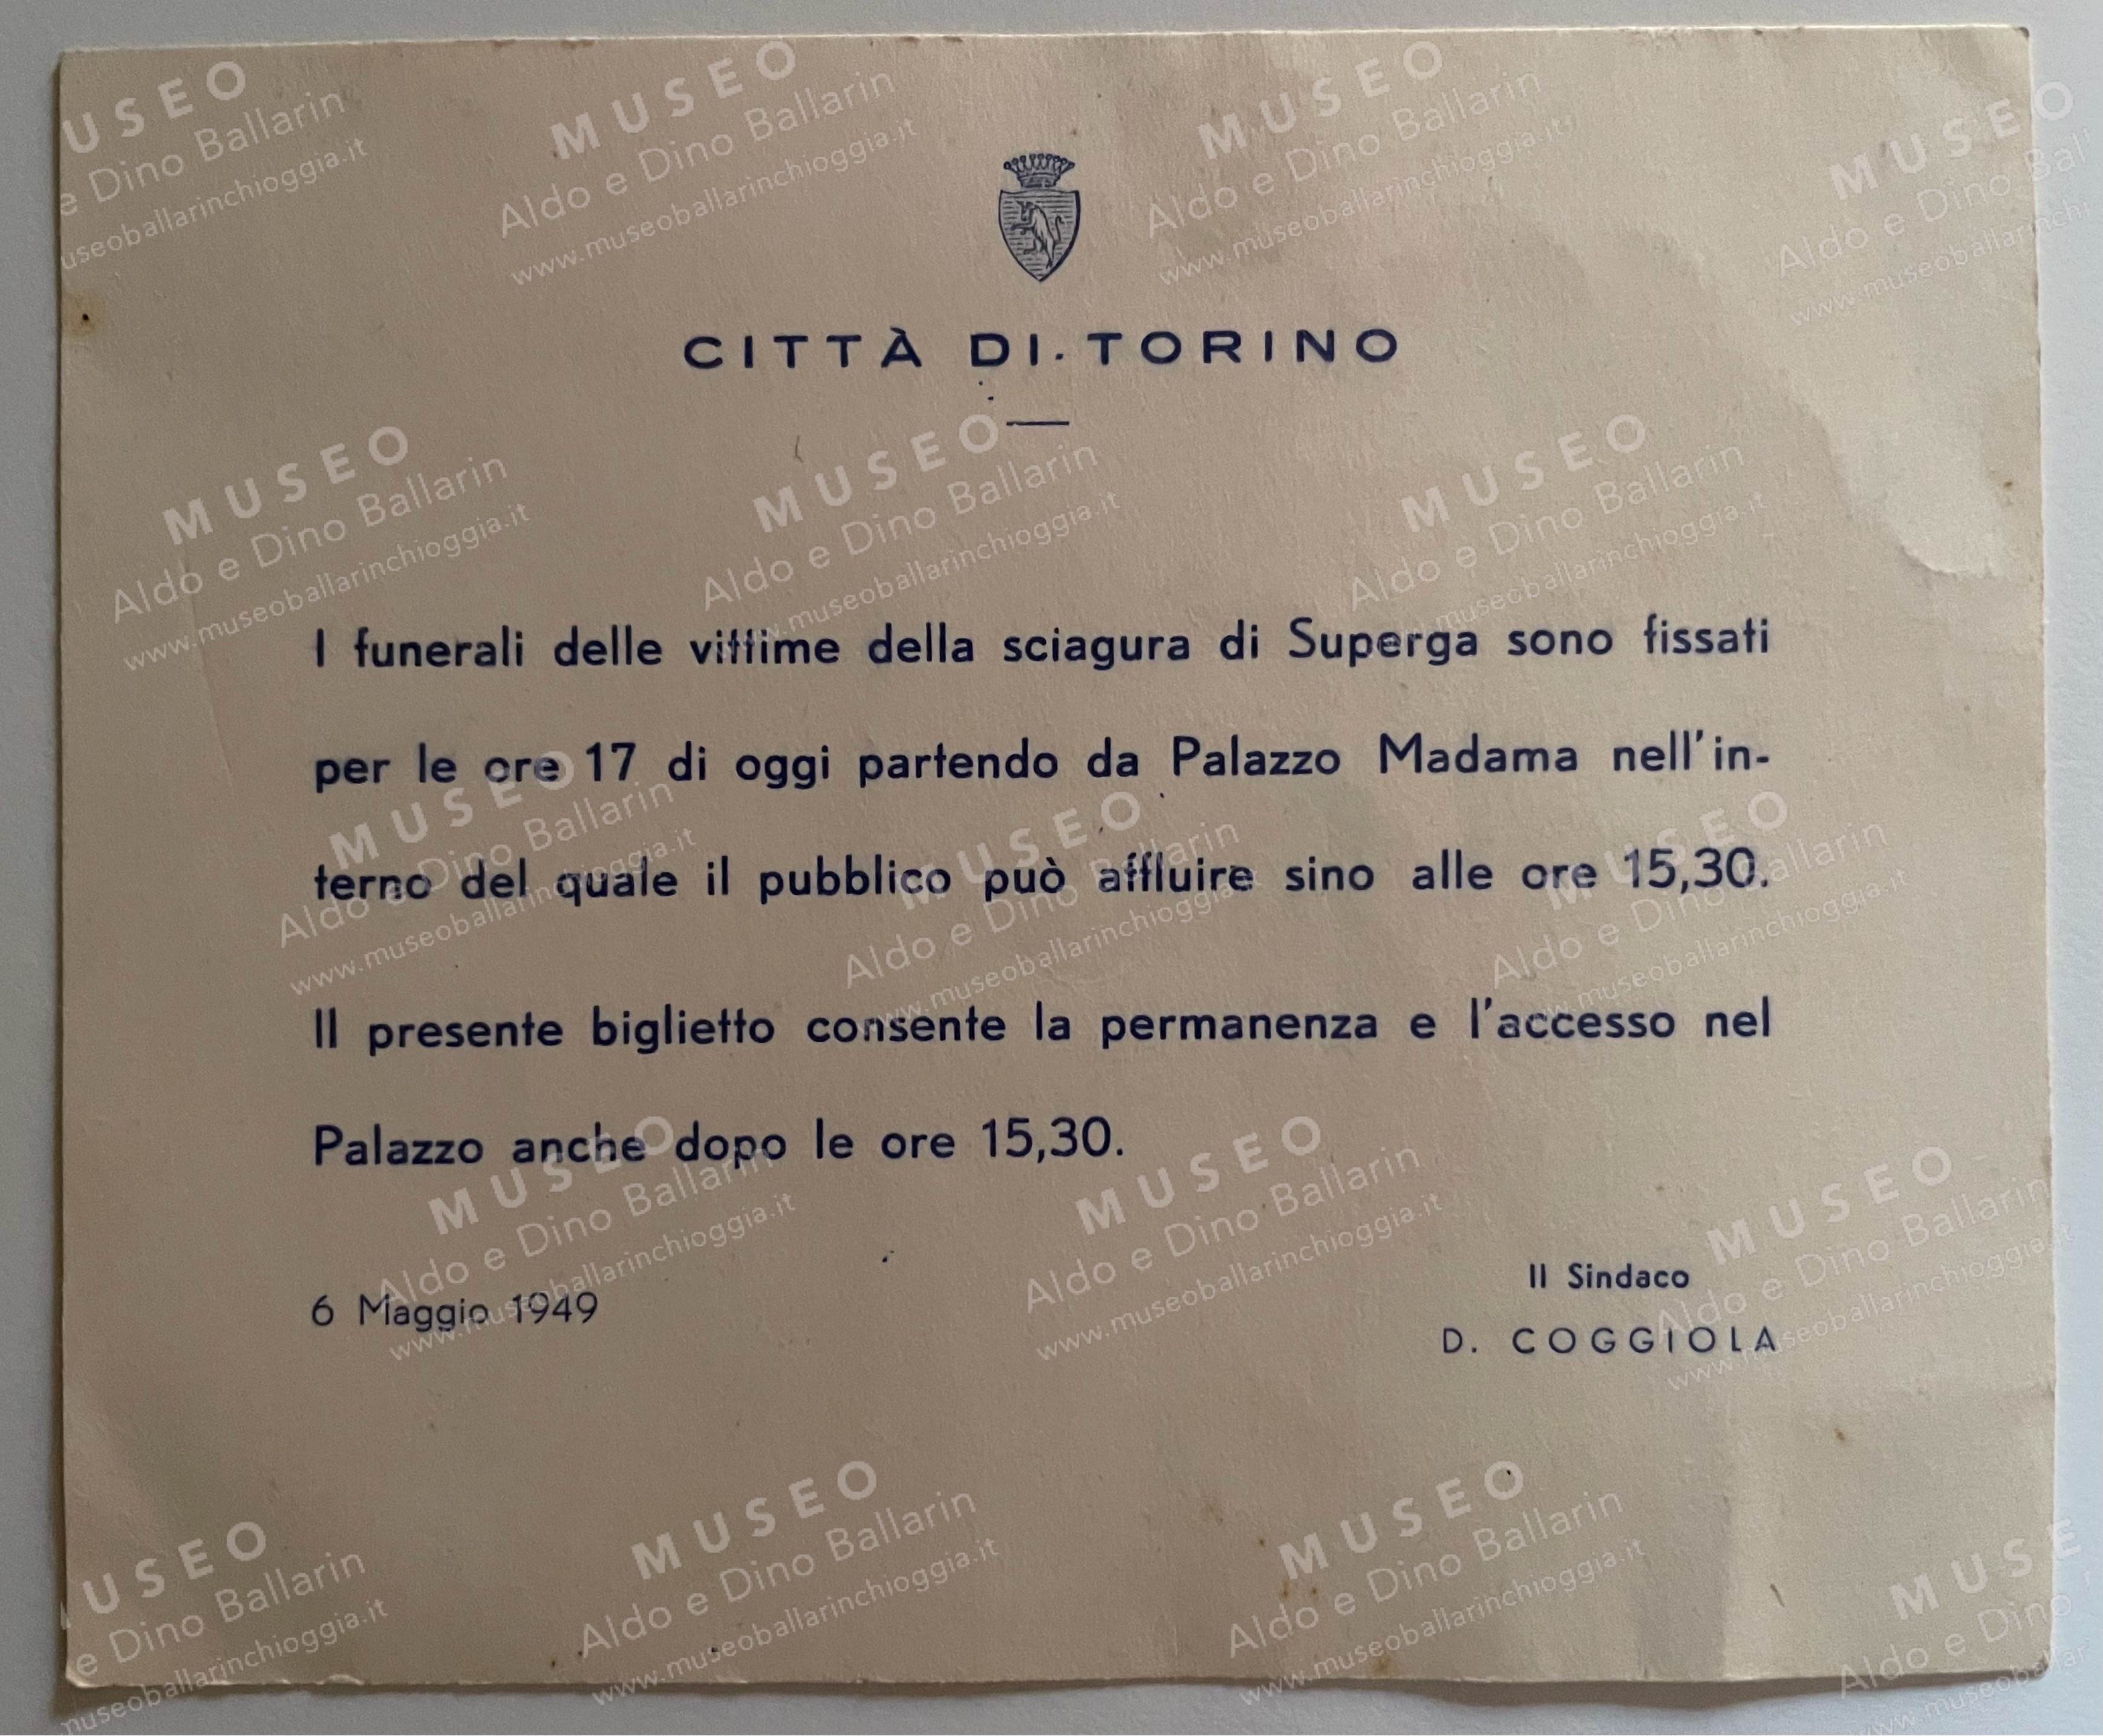 CITTÀ DI TORINO
I funerali delle vittime della sciagura di Superga sono fissati
per le ore 17 di oggi partendo da Palazzo Madama nell'in-
terno del quale il pubblico può affluire sino alle ore 15,30.
Il presente biglietto consente la permanenza e l'accesso nel
Palazzo anche dopo le ore 15,30.
6 Maggio 1949
Il Sindaco
D. COGGIOLA
MUSEO
Aldo e Dino Ballarin
www.museoballarinchioggia.it